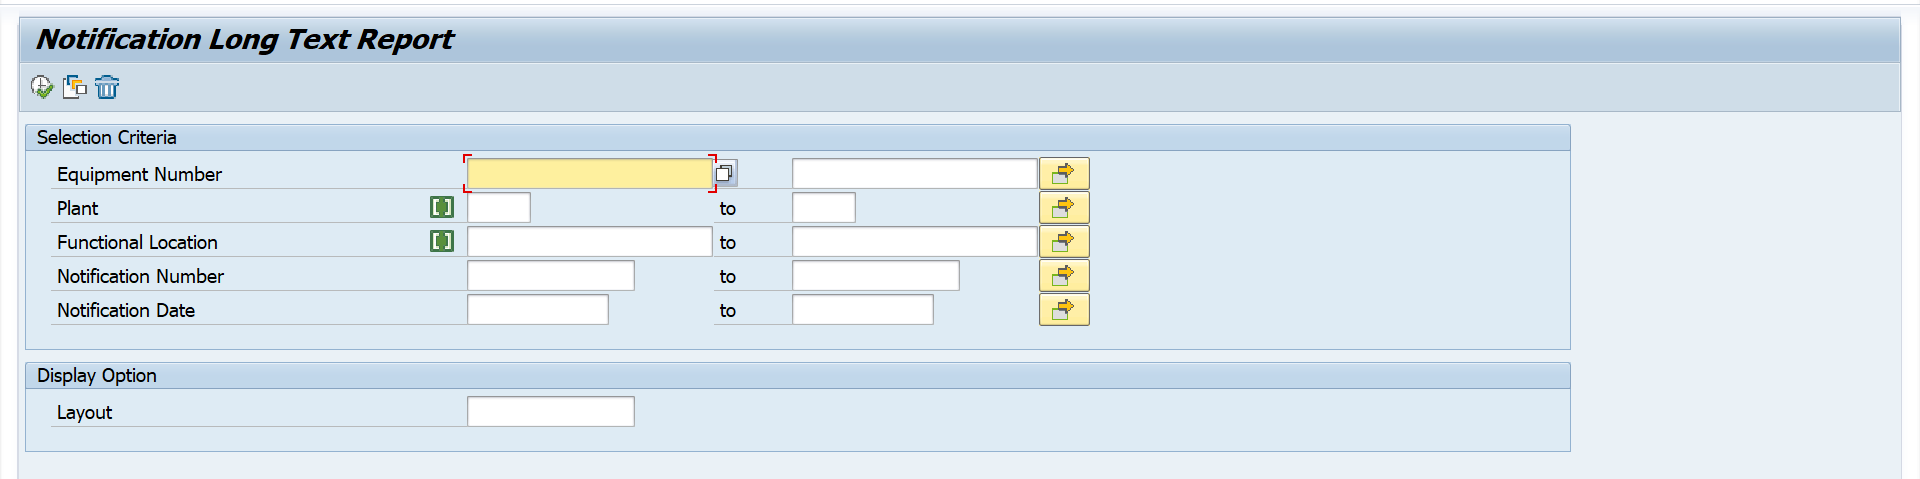 Notification Long Text Report
Selection Criteria
Equipment Number
Plant to
Functional Location to
Notification Number to
Notification Date to
Display Option
Layout